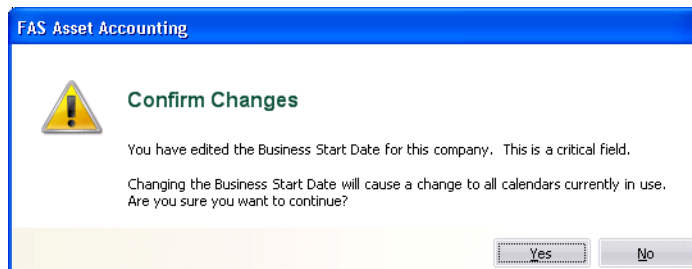 FAS Asset Accounting
Confirm Changes
You have edited the Business Start Date for this company.  This is a critical field.
Changing the Business Start Date will cause a change to all calendars currently in use.
Are you sure you want to continue?
Yes No